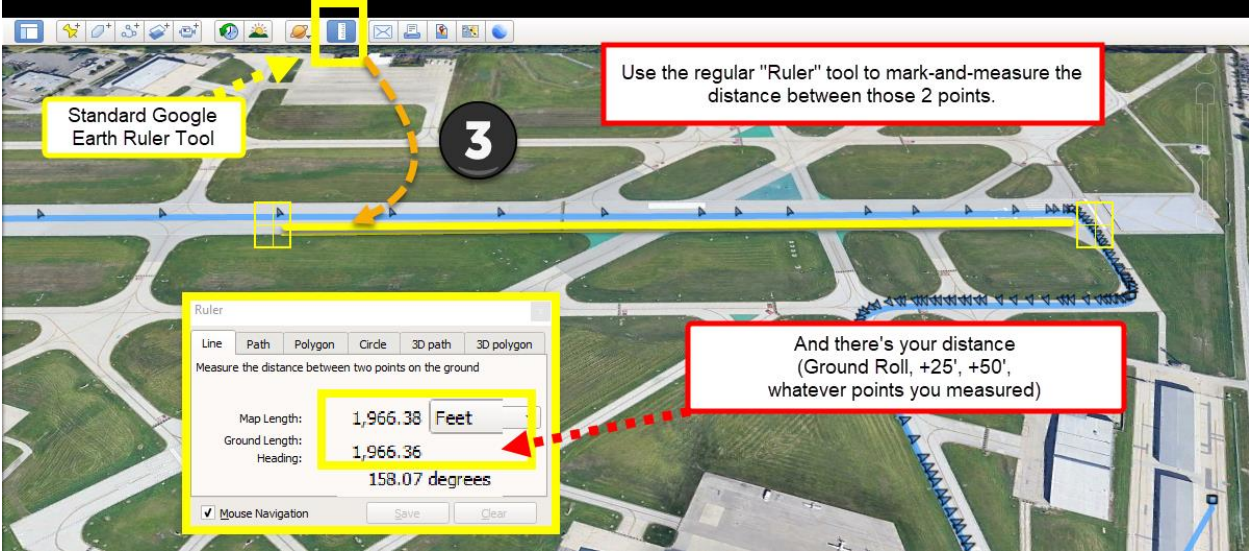 Use the regular "Ruler" tool to mark-and-measure the
distance between those 2 points.
Standard Google
Earth Ruler Tool
3
Ruler
Line Path Polygon Circle 3D path 3D polygon
Measure the distance between two points on the ground
Map Length: 1,966.38 Feet
Ground Length: 1,966.36
Heading: 158.07 degrees
Mouse Navigation Save Clear
And there's your distance
(Ground Roll, +25', +50',
whatever points you measured)